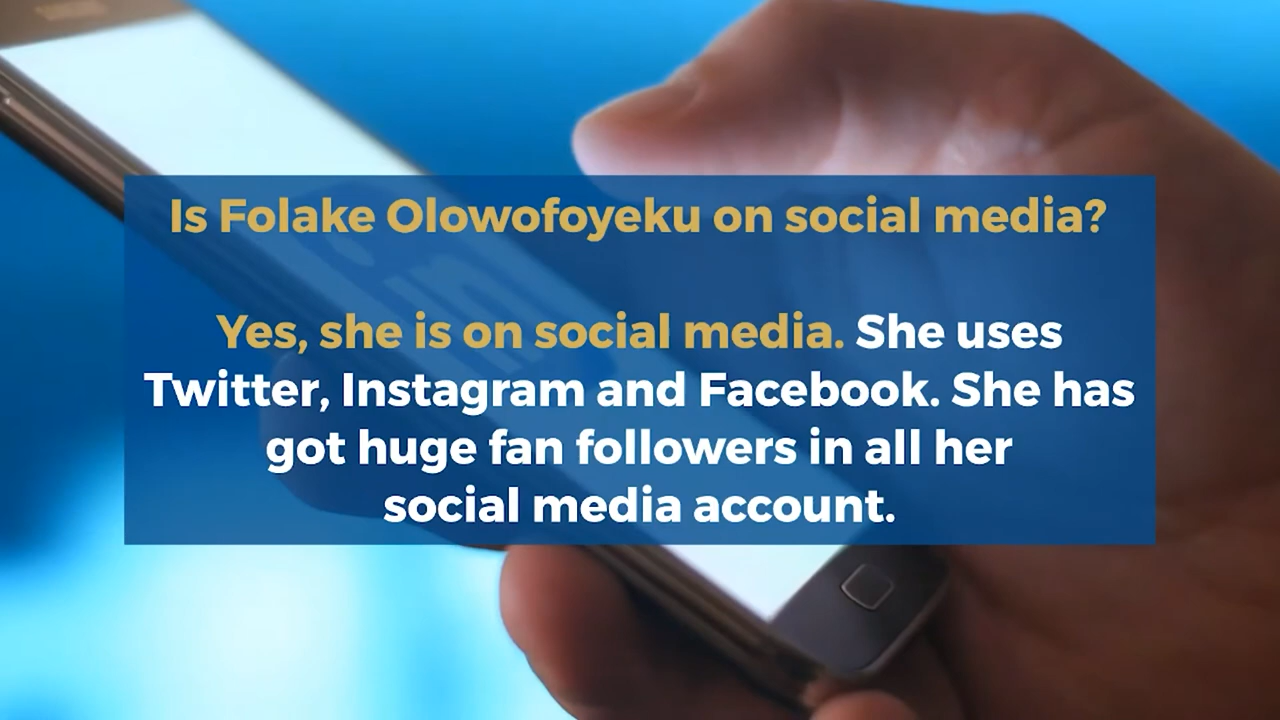 Is Folake Olowofoyeku on social media?
Yes, she is on social media. She uses
Twitter, Instagram and Facebook. She has
got huge fan followers in all her
social media account.